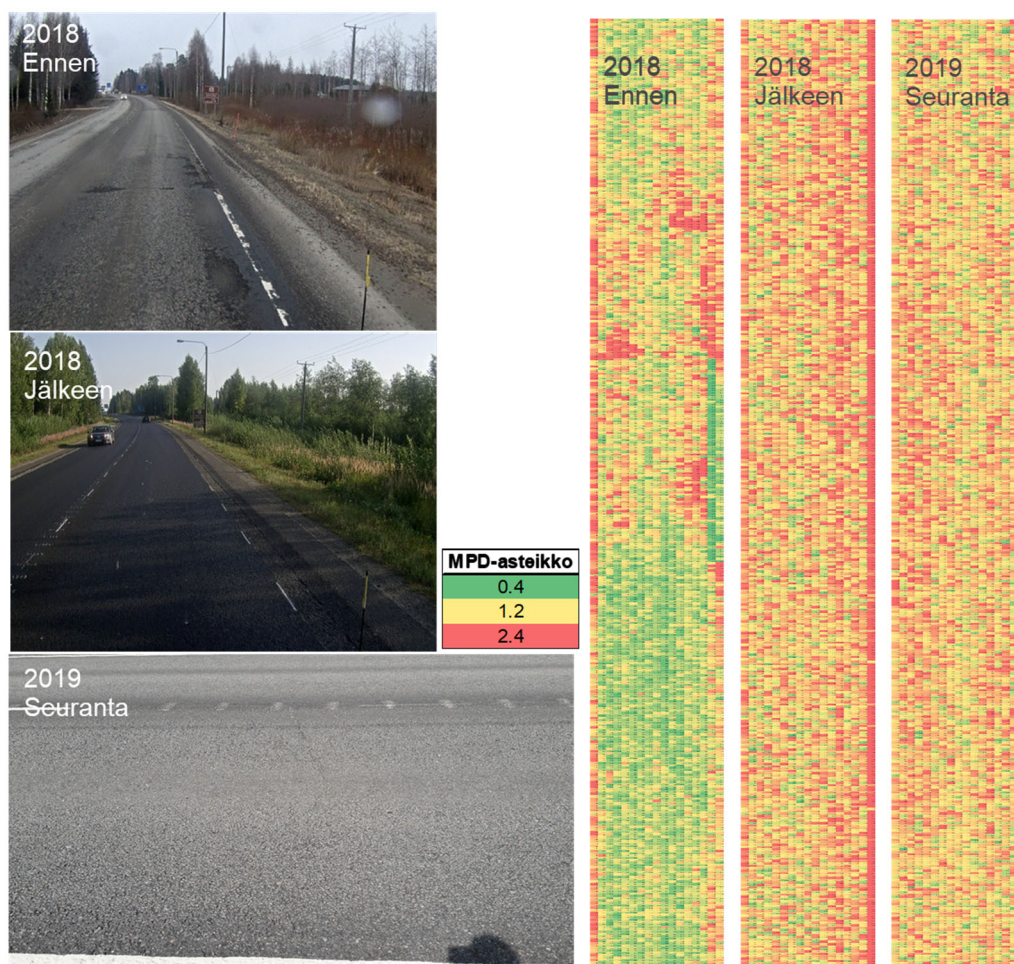 2018
Ennen
2018
Jälkeen
2019
Seuranta
MPD-asteikko
0.4
1.2
2.4
2018
Ennen
2018
Jälkeen
2019
Seuranta